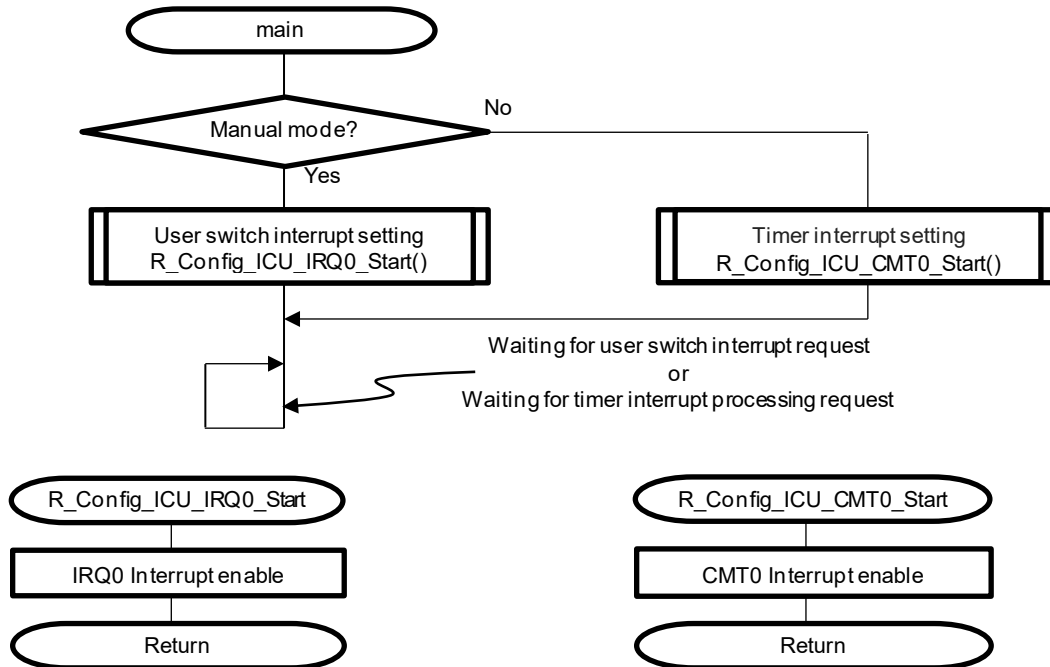 main
Manual mode?
No
Yes
User switch interrupt setting
R_Config_ICU_IRQ0_Start()
Timer interrupt setting
R_Config_ICU_CMT0_Start()
Waiting for user switch interrupt request
or
Waiting for timer interrupt processing request
R_Config_ICU_IRQ0_Start
IRQ0 Interrupt enable
Return
R_Config_ICU_CMT0_Start
CMT0 Interrupt enable
Return